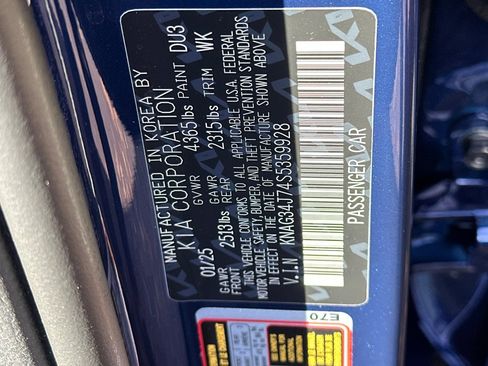 MANUFACTURED IN KOREA BY
KIA CORPORATION
01/25 GVWR 4365lbs PAINT DU3
GAWR FRONT 2513lbs GAWR REAR 2315lbs TRIM WK
THIS VEHICLE CONFORMS TO ALL APPLICABLE U.S.A. FEDERAL
MOTOR VEHICLE SAFETY, BUMPER, AND THEFT PREVENTION STANDARDS
IN EFFECT ON THE DATE OF MANUFACTURE SHOWN ABOVE
V.I.N KNAG34J74S5359928
PASSENGER CAR
E70